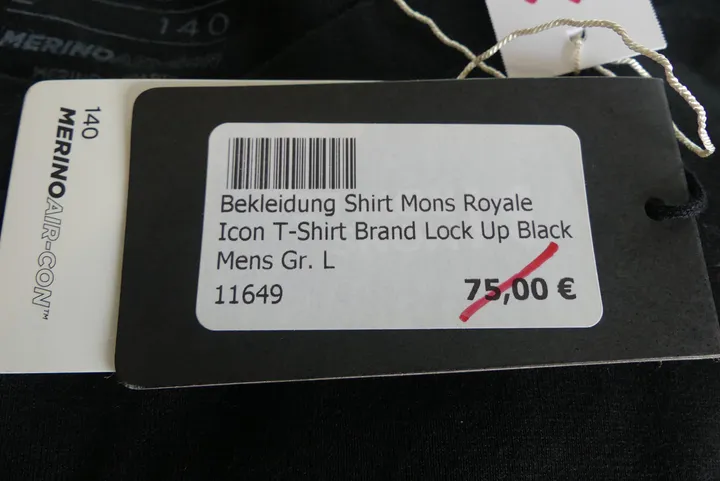 140
MERINO
140
MERINOAIR-CON™
Bekleidung Shirt Mons Royale
Icon T-Shirt Brand Lock Up Black
Mens Gr. L
11649
75,00 €